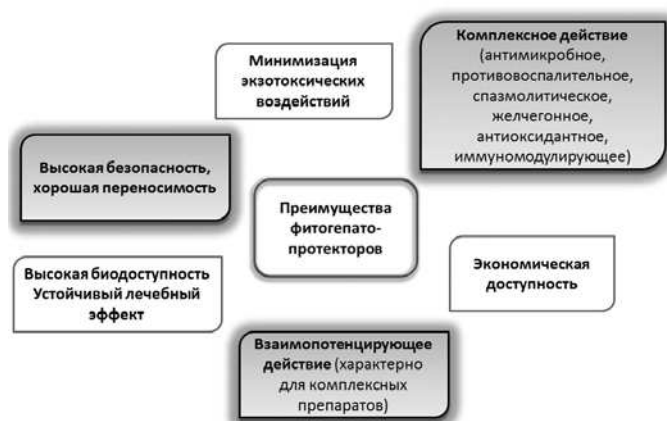 Минимизация
экзотоксических
воздействий
Комплексное действие
(антимикробное,
противовоспалительное,
спазмолитическое,
желчегонное,
антиоксидантное,
иммуномодулирующее)
Высокая безопасность,
хорошая переносимость
Преимущества
фитогепато-
протекторов
Высокая биодоступность
Устойчивый лечебный
эффект
Экономическая
доступность
Взаимопотенцирующее
действие (характерно
для комплексных
препаратов)